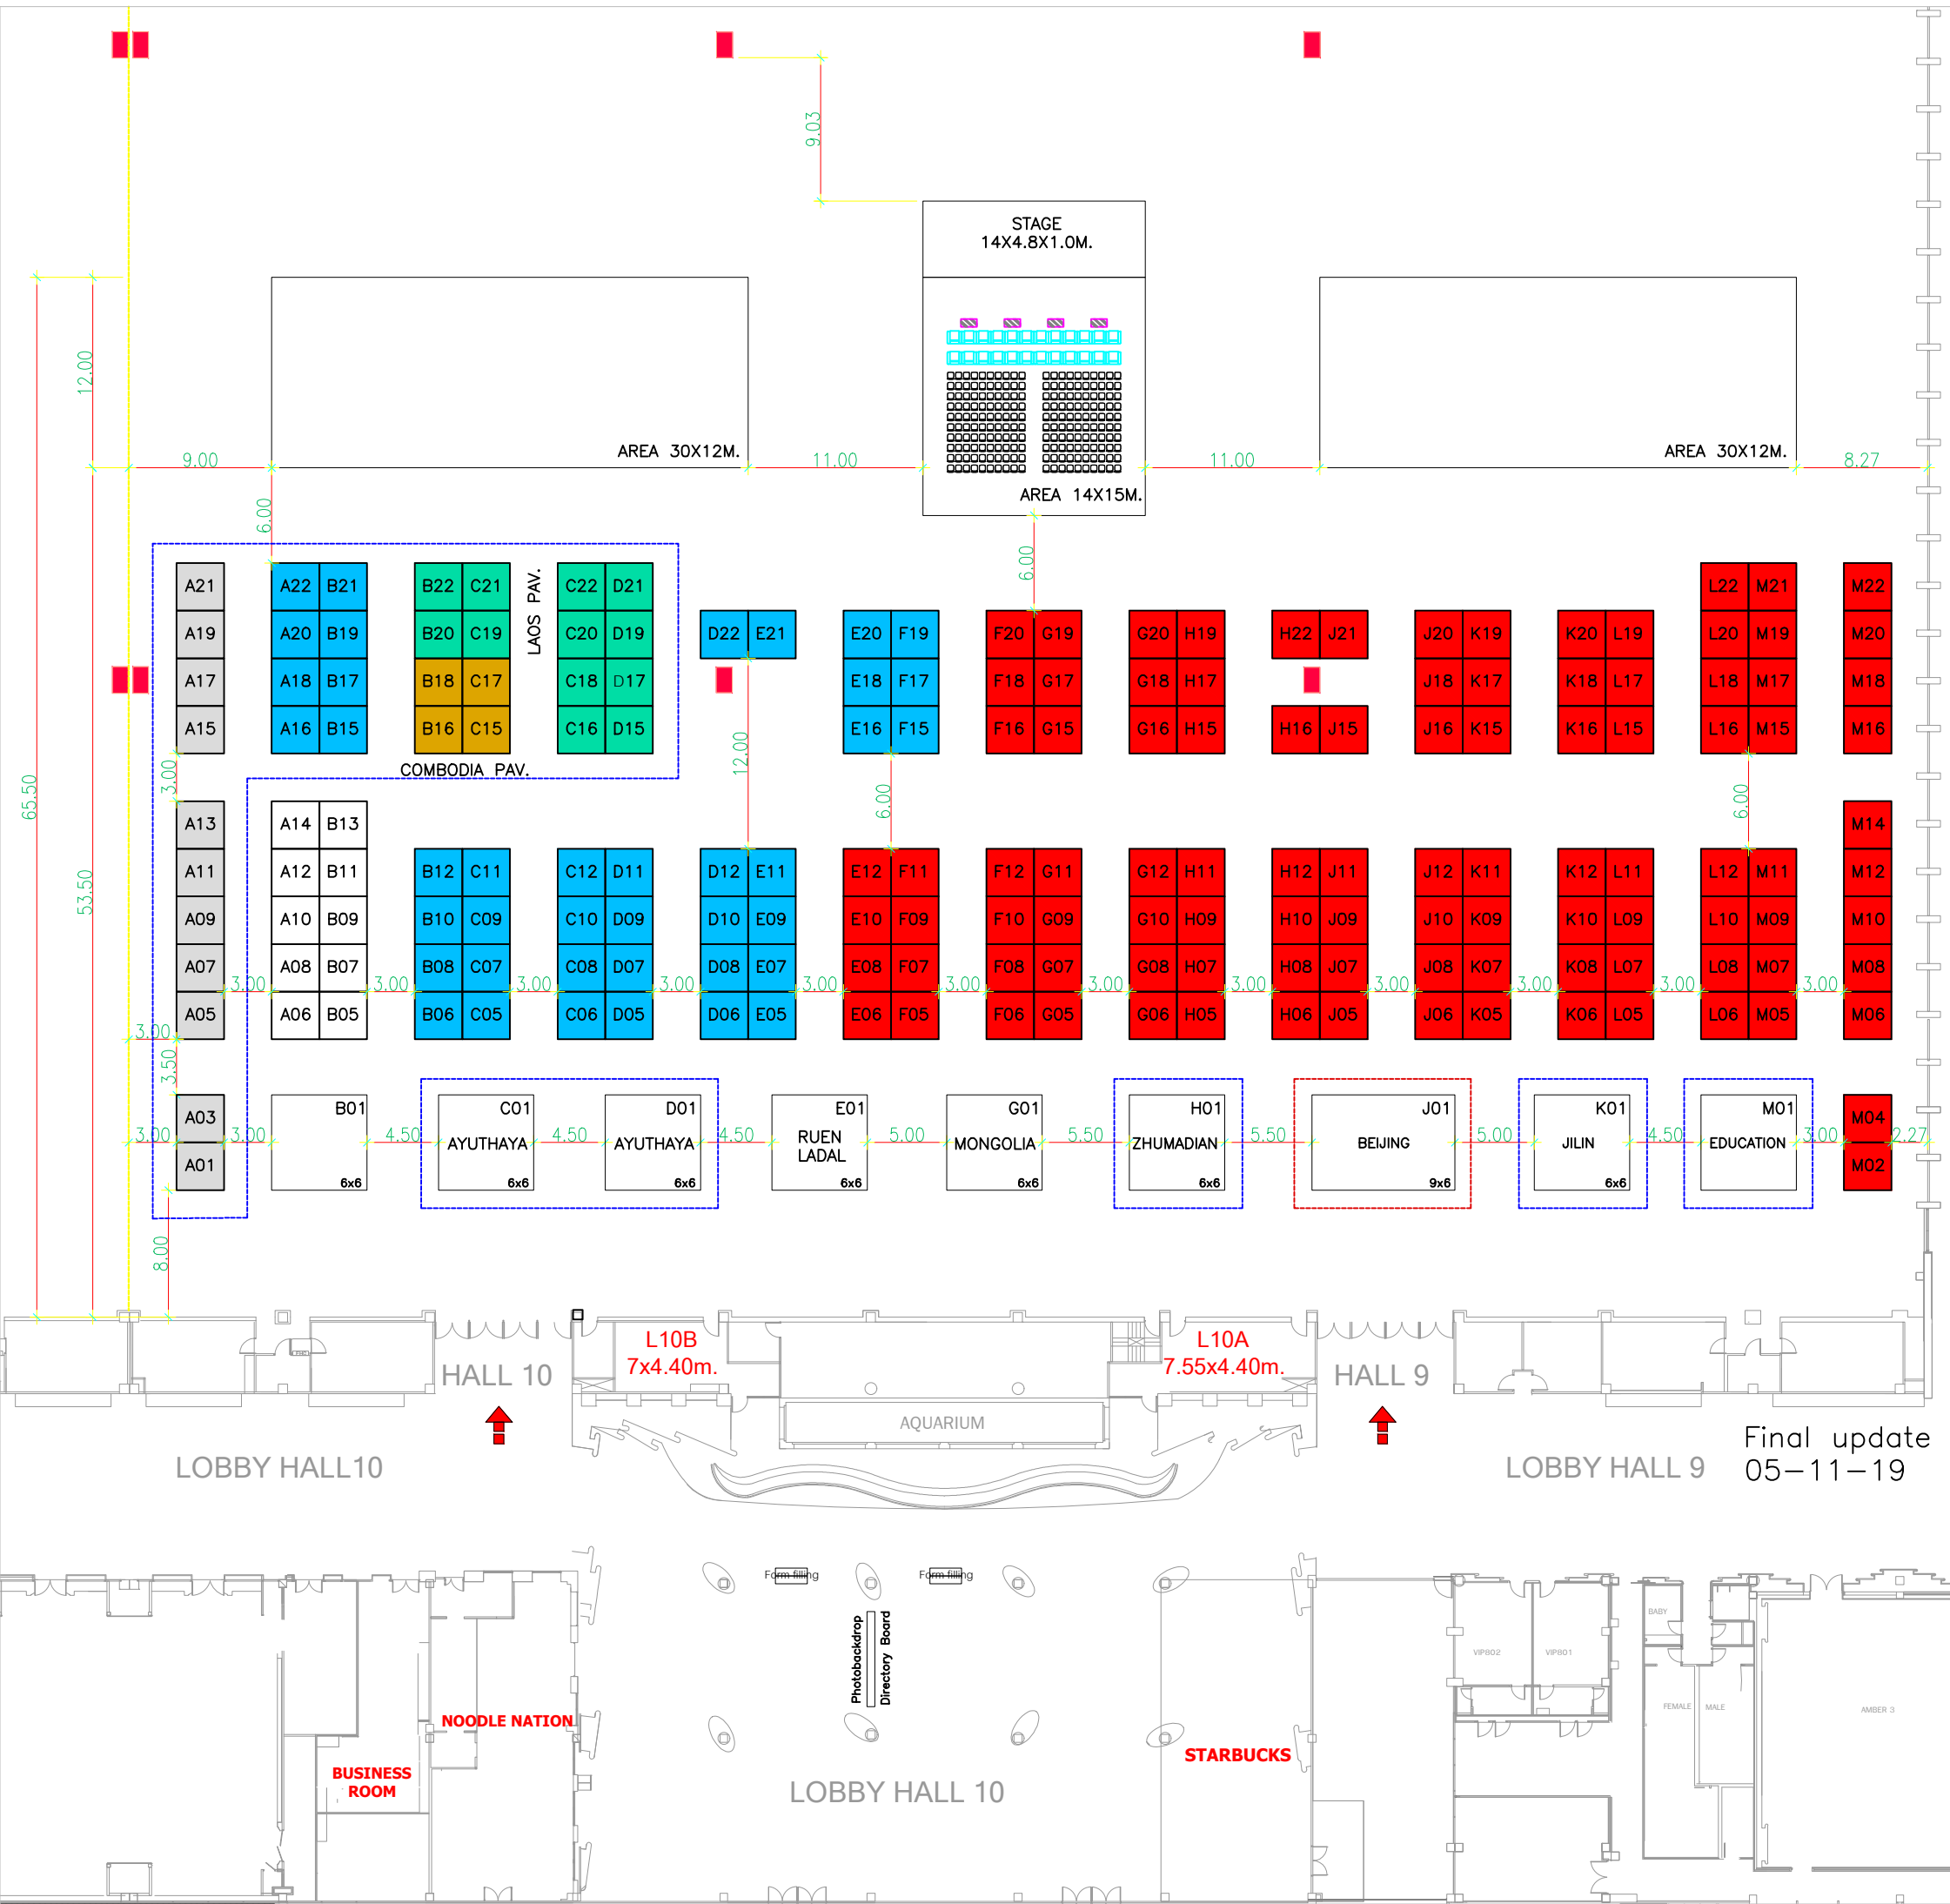 9.03
STAGE
14X4.8X1.0M.
12.00
AREA 30X12M.
AREA 30X12M.
9.00
11.00
11.00
8.27
AREA 14X15M.
6.00
6.00
A21 A22 B21 B22 C21 LAOS PAV. C22 D21 L22 M21 M22
A19 A20 B19 B20 C19 C20 D19 D22 E21 E20 F19 F20 G19 G20 H19 H22 J21 J20 K19 K20 L19 L20 M19 M20
A17 A18 B17 B18 C17 C18 D17 E18 F17 F18 G17 G18 H17 J18 K17 K18 L17 L18 M17 M18
A15 A16 B15 B16 C15 C16 D15 E16 F15 F16 G15 G16 H15 H16 J15 J16 K15 K16 L15 L16 M15 M16
COMBODIA PAV.
65.50
3.00
12.00
6.00
6.00
A13 A14 B13 M14
A11 A12 B11 B12 C11 C12 D11 D12 E11 E12 F11 F12 G11 G12 H11 H12 J11 J12 K11 K12 L11 L12 M11 M12
53.50
A09 A10 B09 B10 C09 C10 D09 D10 E09 E10 F09 F10 G09 G10 H09 H10 J09 J10 K09 K10 L09 L10 M09 M10
A07 A08 B07 B08 C07 C08 D07 D08 E07 E08 F07 F08 G07 G08 H07 H08 J07 J08 K07 K08 L07 L08 M07 M08
3.00 3.00 3.00 3.00 3.00 3.00 3.00 3.00 3.00 3.00 3.00 3.00
A05 A06 B05 B06 C05 C06 D05 D06 E05 E06 F05 F06 G05 G06 H05 H06 J05 J06 K05 K06 L05 L06 M05 M06
3.00
3.50
A03 B01 C01 D01 E01 G01 H01 J01 K01 M01 M04
3.00 3.00 4.50 4.50 4.50 5.00 5.50 5.50 5.00 4.50 3.00 2.27
AYUTHAYA AYUTHAYA RUEN LADAL MONGOLIA ZHUMADIAN BEIJING JILIN EDUCATION
A01 6x6 6x6 6x6 6x6 6x6 6x6 9x6 6x6 M02
8.00
L10B
7x4.40m.
L10A
7.55x4.40m.
HALL 10
HALL 9
AQUARIUM
LOBBY HALL10
LOBBY HALL 9
Final update
05-11-19
Form filling
Form filling
Photobackdrop
Directory Board
BABY
VIP802
VIP801
FEMALE
MALE
AMBER 3
NOODLE NATION
STARBUCKS
BUSINESS
ROOM
LOBBY HALL 10